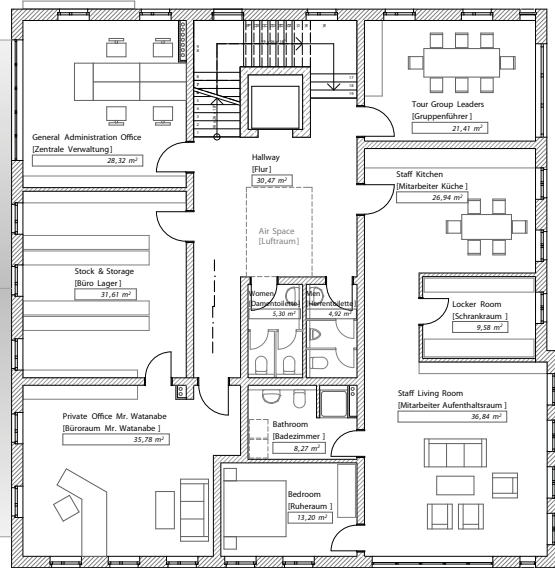 Tour Group Leaders
[Gruppenführer]
21,41 m²
General Administration Office
[Zentrale Verwaltung]
28,32 m²
Hallway
[Flur]
30,47 m²
Staff Kitchen
[Mitarbeiter Küche]
26,94 m²
Air Space
[Luftraum]
Stock & Storage
[Büro Lager]
31,61 m²
Women
[Damentoilette]
5,30 m²
Men
[Herrentoilette]
4,92 m²
Locker Room
[Schrankraum]
9,58 m²
Private Office Mr. Watanabe
[Büroraum Mr. Watanabe]
35,78 m²
Staff Living Room
[Mitarbeiter Aufenthaltsraum]
36,84 m²
Bathroom
[Badezimmer ]
8,27 m²
Bedroom
[Ruheraum ]
13,20 m²